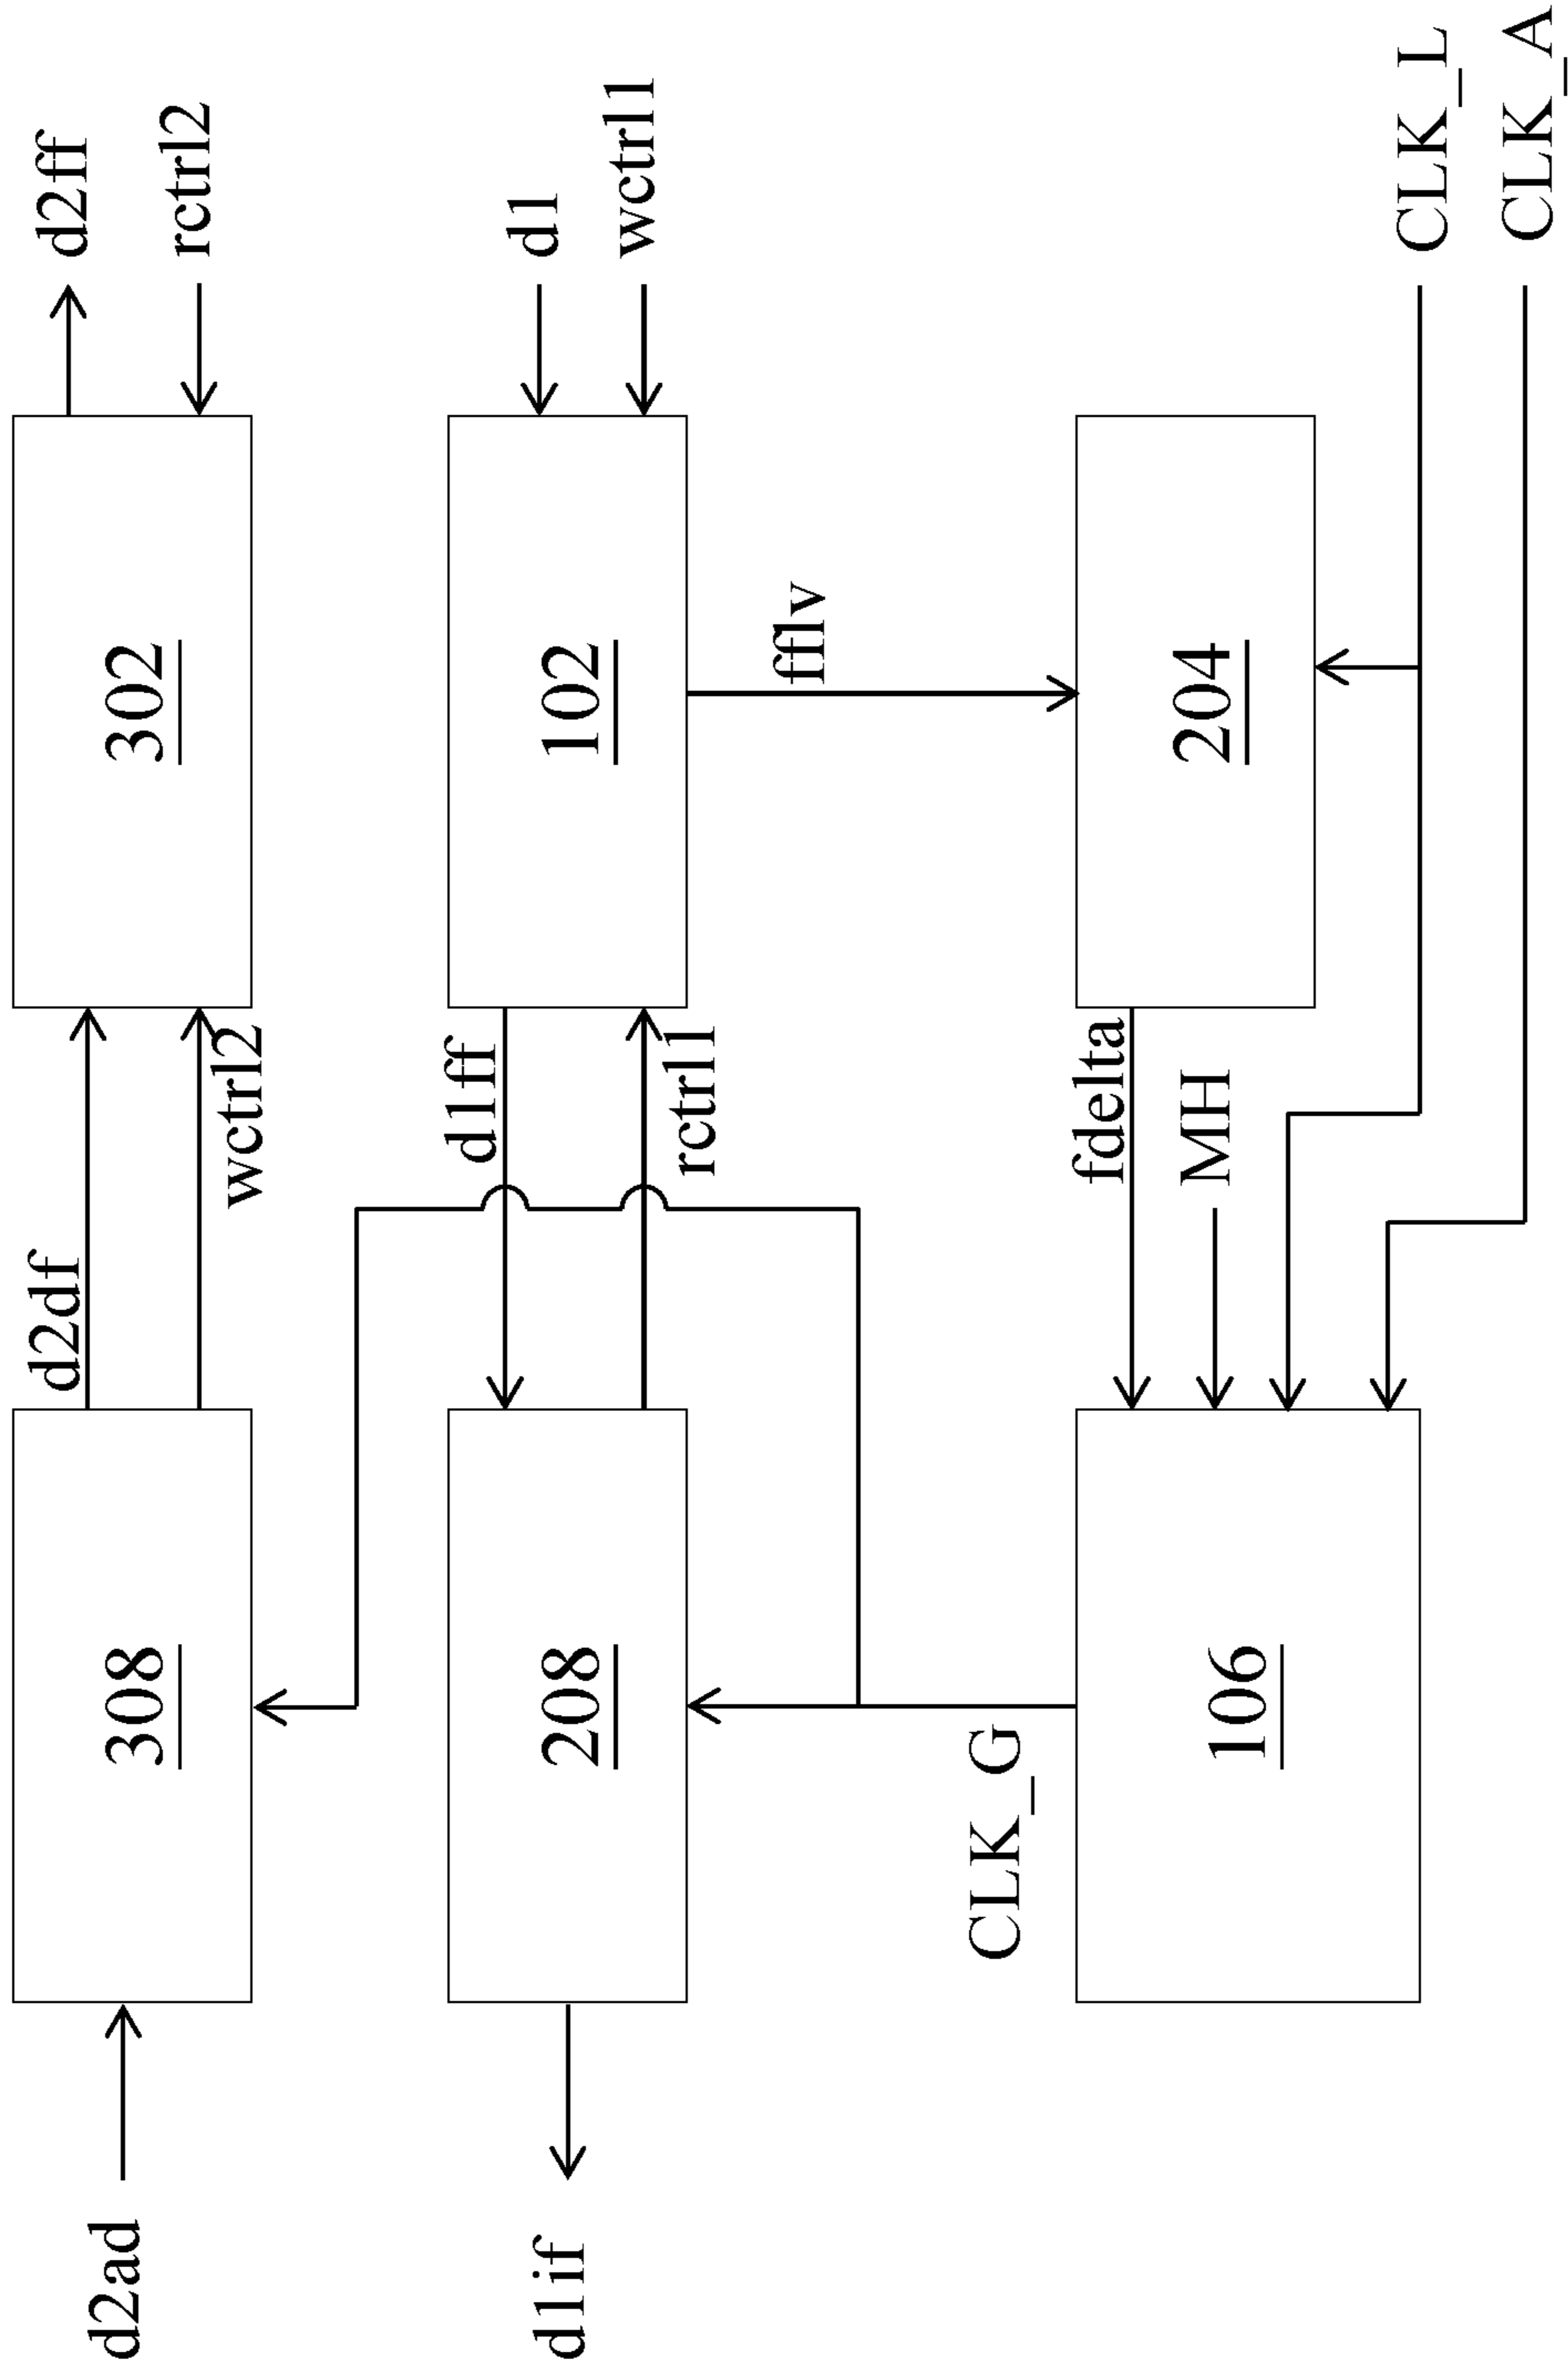 d2ff
rctrl2
d1
wctrl1
CLK_L
CLK_A
302
102
204
fflv
d2df
wctrl2
d1ff
rctrl1
fdelta
MH
308
208
106
CLK_G
d2ad
d1if